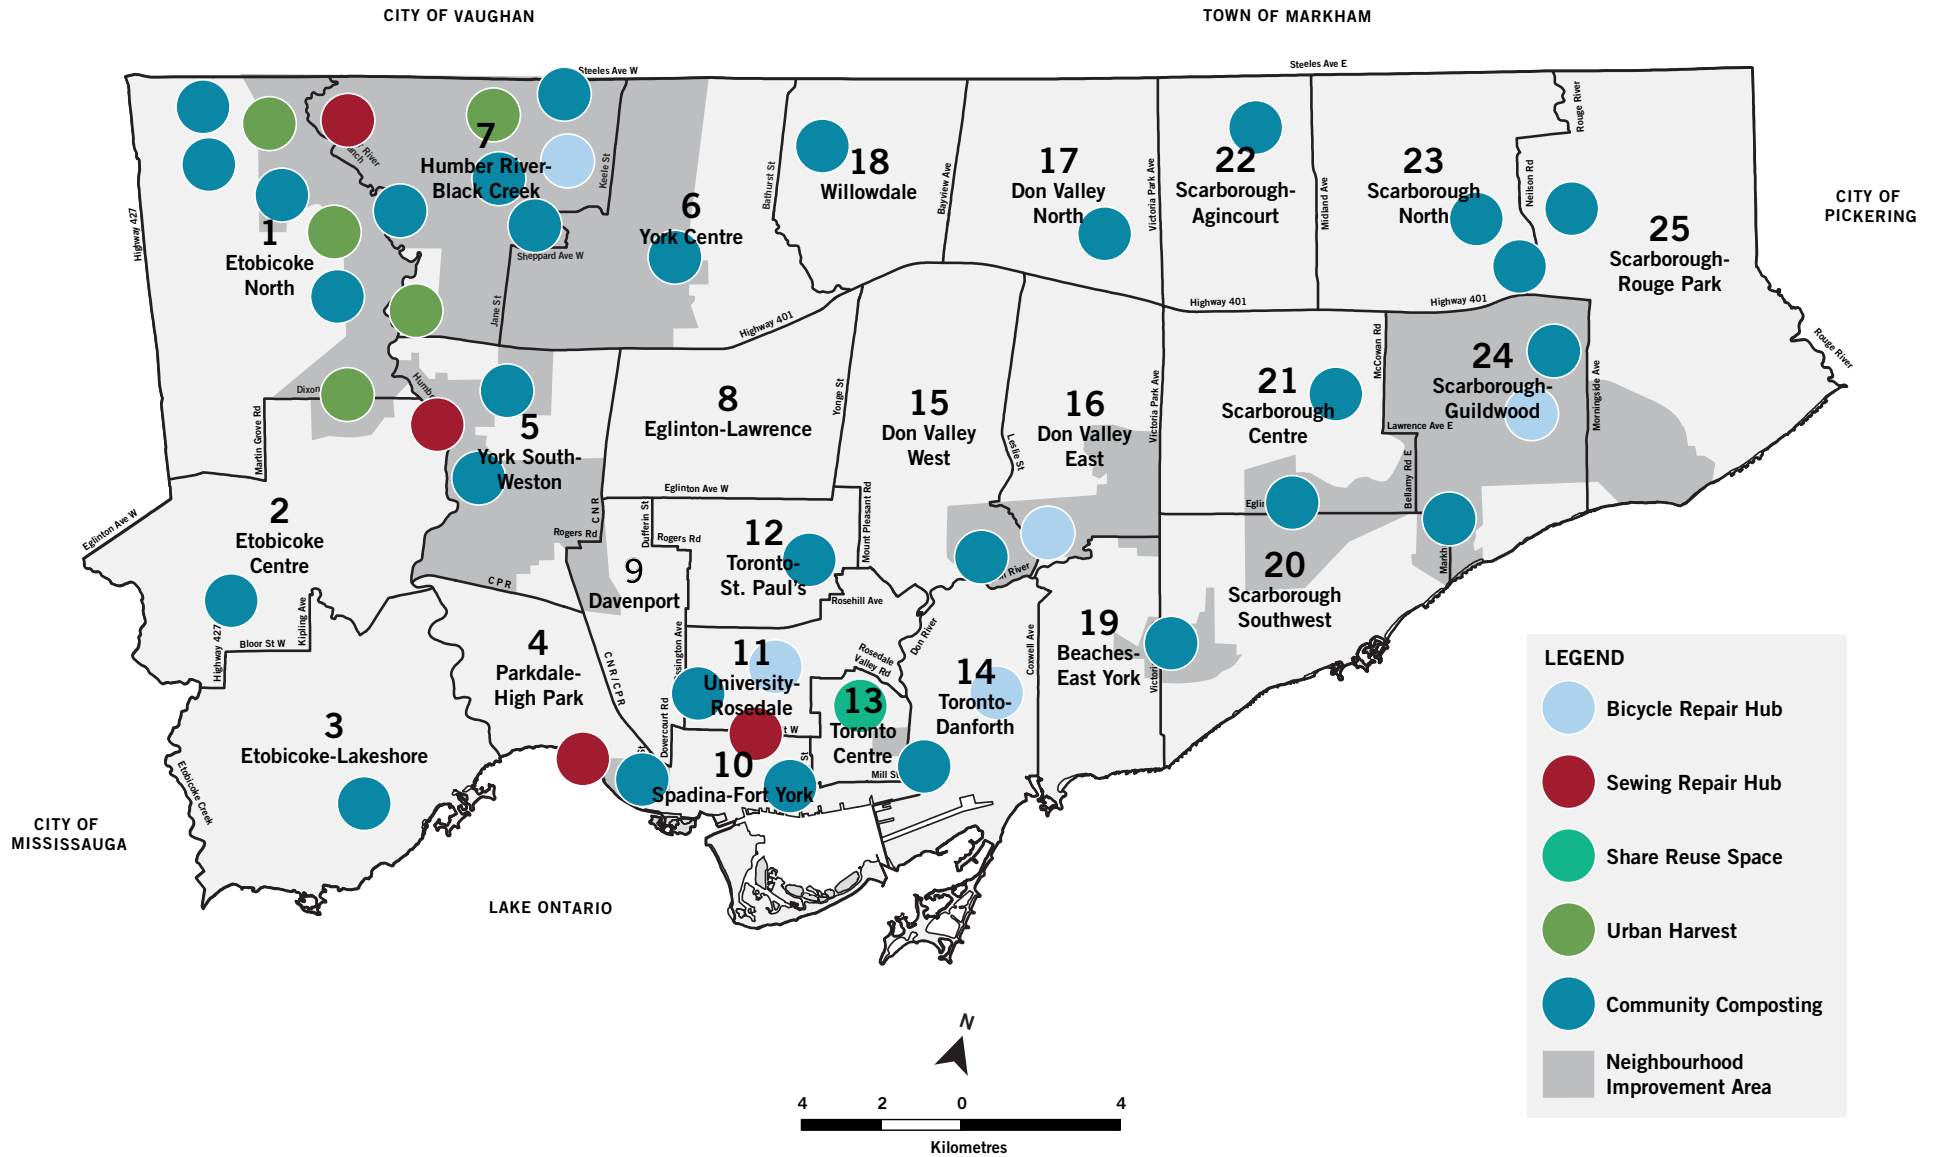 CITY OF VAUGHAN
TOWN OF MARKHAM
Steeles Ave W
Steeles Ave E
Rouge River
CITY OF
PICKERING
Highway 427
River
Keele St
Bathurst St
Bayview Ave
Victoria Park Ave
Midland Ave
Neilson Rd
7
Humber River-
Black Creek
6
York Centre
18
Willowdale
17
Don Valley
North
22
Scarborough-
Agincourt
23
Scarborough
North
25
Scarborough-
Rouge Park
1
Etobicoke
North
Sheppard Ave W
Jane St
Highway 401
Highway 401
Highway 401
Rouge River
Dixon
Martin Grove Rd
5
York South-
Weston
8
Eglinton-Lawrence
Yonge St
15
Don Valley
West
Leslie St
16
Don Valley
East
Victoria Park Ave
21
Scarborough
Centre
McCowan Rd
24
Scarborough-
Guildwood
Morningside Ave
Lawrence Ave E
Bellamy Rd E
Eglinton Ave W
Eglinton Ave W
2
Etobicoke
Centre
CNR
Rogers Rd
Dufferin St
Rogers Rd
CPR
9
Davenport
12
Toronto-
St. Paul's
Mount Pleasant Rd
Rosehill Ave
River
Don River
20
Scarborough
Southwest
Highway 427
Bloor St W
Kipling Ave
4
Parkdale-
High Park
CNR/CPR
11
University-
Rosedale
Dovercourt Rd
Rosedale
Valley Rd
13
Toronto
Centre
14
Toronto-
Danforth
Coxwell Ave
19
Beaches-
East York
3
Etobicoke-Lakeshore
Etobicoke Creek
10
Spadina-Fort York
St
Mill St
CITY OF
MISSISSAUGA
LAKE ONTARIO
LEGEND
Bicycle Repair Hub
Sewing Repair Hub
Share Reuse Space
Urban Harvest
Community Composting
Neighbourhood
Improvement Area
N
4 2 0 4
Kilometres